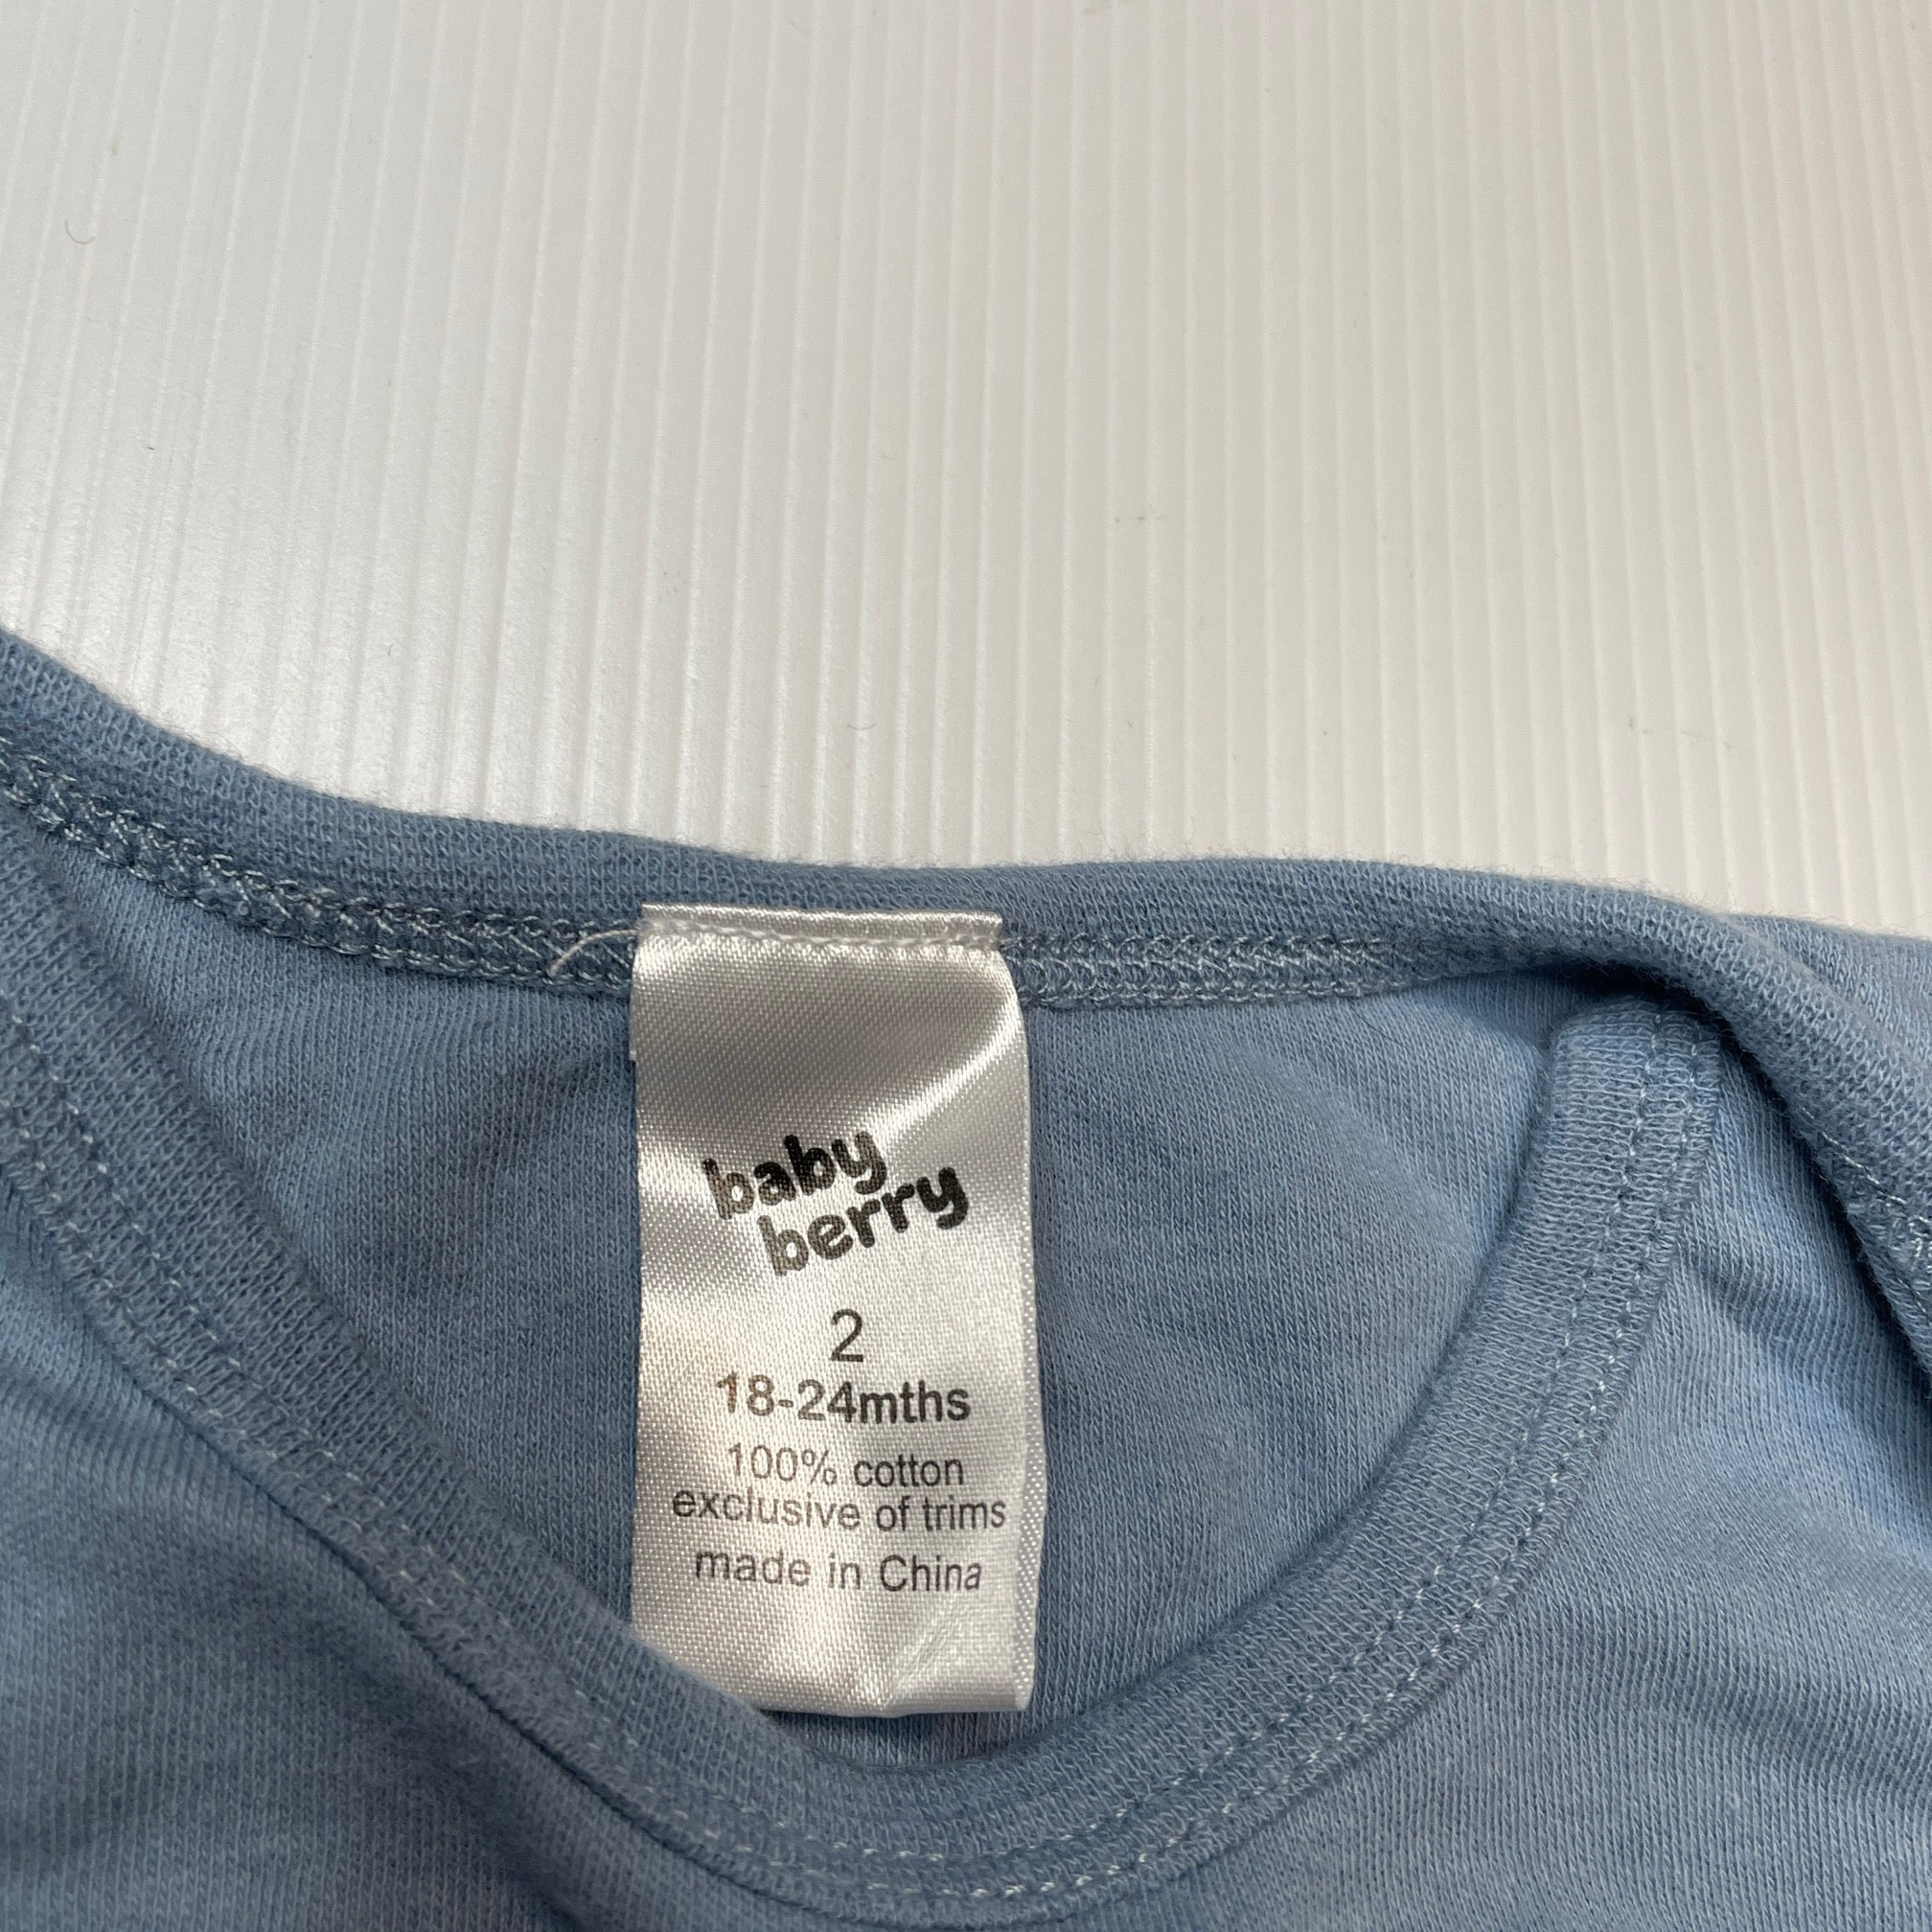 baby
berry
2
18-24mths
100% cotton
exclusive of trims
made in China